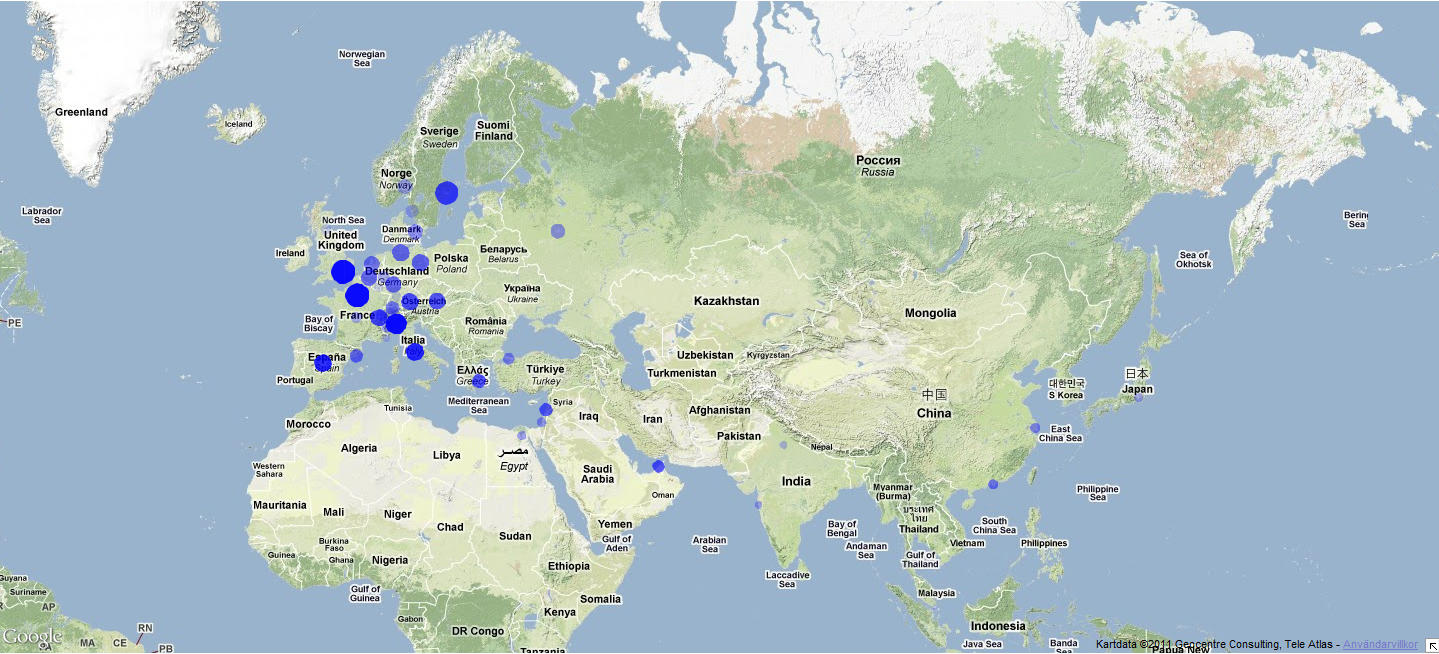 Norwegian
Sea
Greenland
Iceland
Sverige
Sweden
Suomi
Finland
Россия
Russia
Norge
Norway
Labrador
Sea
North Sea
United
Kingdom
Danmark
Denmark
Ireland
Беларусь
Belarus
Polska
Poland
Deutschland
Germany
Україна
Ukraine
Österreich
Austria
France
Bay of
Biscay
PE
România
Romania
Italia
Italy
España
Spain
Portugal
Ελλάς
Greece
Türkiye
Turkey
Mediterranean
Sea
Kazakhstan
Mongolia
Uzbekistan
Kyrgyzstan
Turkmenistan
Bering
Sea
Sea of
Okhotsk
日本
Japan
대한민국
S Korea
中国
China
East
China Sea
Morocco
Tunisia
Syria
Iraq
Iran
Afghanistan
Pakistan
Nepal
Algeria
Libya
مصر
Egypt
Western
Sahara
Saudi
Arabia
Oman
India
Myanmar
(Burma)
Philippine
Sea
Mauritania
Mali
Niger
Chad
Sudan
Yemen
Gulf of
Aden
Arabian
Sea
Bay of
Bengal
Andaman
Sea
ประเทศ
ไทย
Thailand
South
China Sea
Vietnam
Philippines
Gulf of
Thailand
Burkina
Faso
Guinea
Ghana
Nigeria
Ethiopia
Laccadive
Sea
Guyana
Suriname
Gulf of
Guinea
Somalia
Kenya
Malaysia
AP
Gabon
DR Congo
Indonesia
RN
MA
CE
PB
Google
Tanzania
Java Sea
Banda
Sea
Papua New
Kartdata ©2011 Geocentre Consulting, Tele Atlas - Användarvillkor